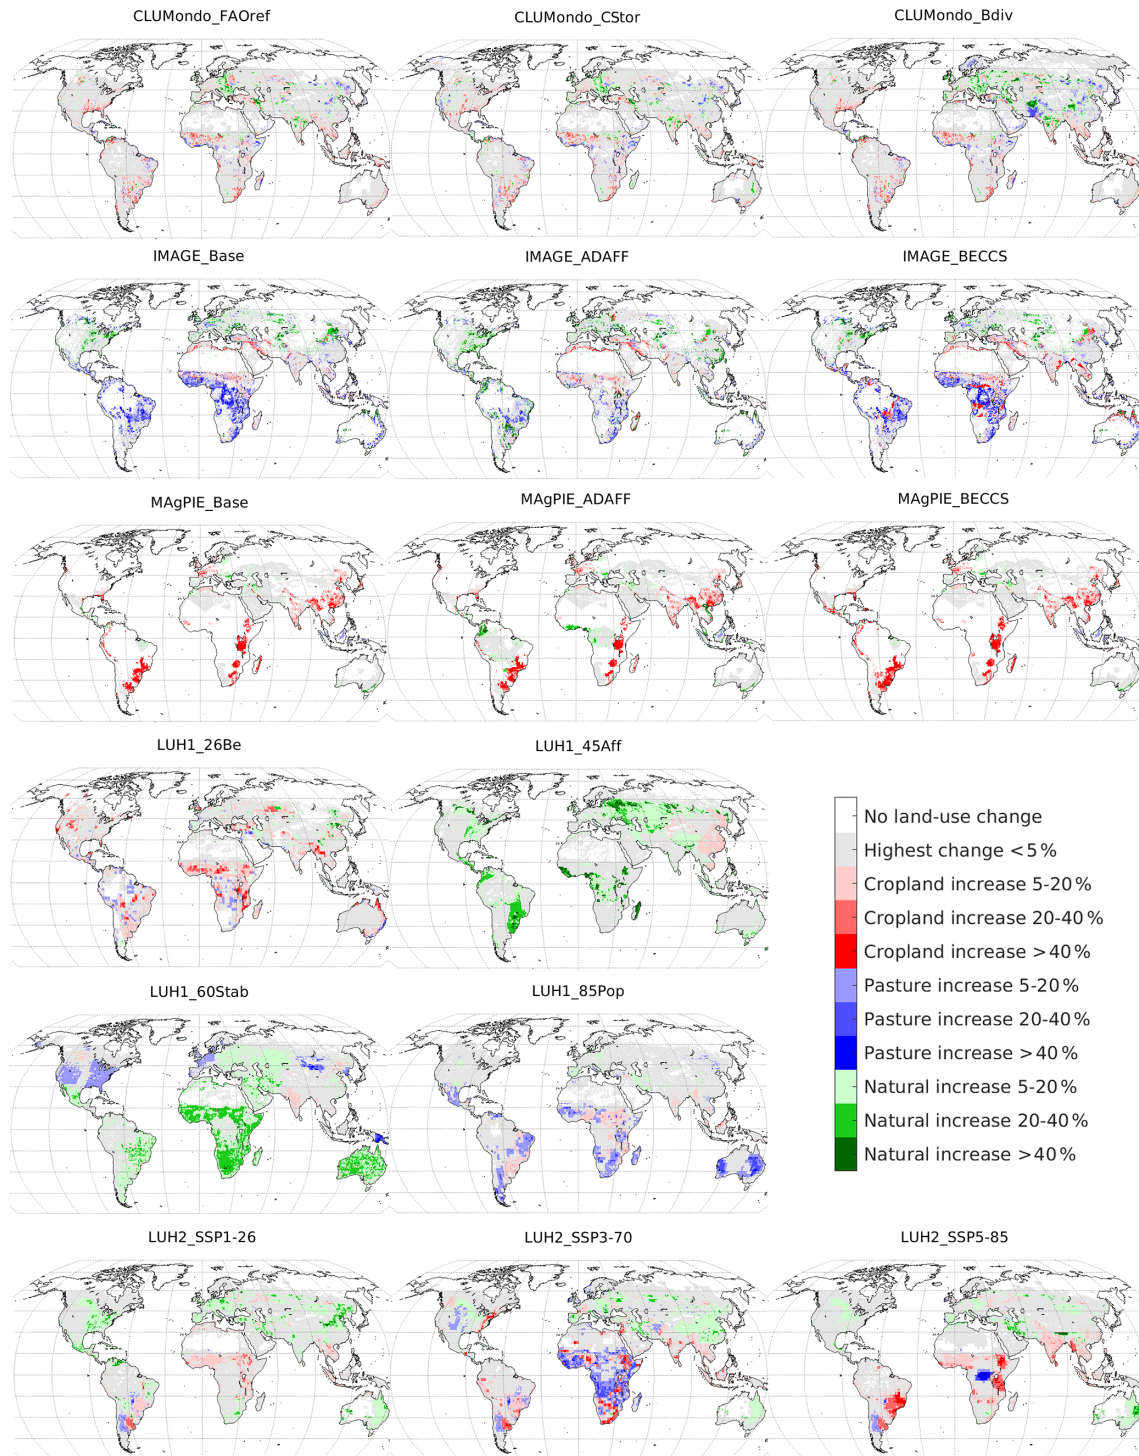 CLUMondo_FAOref
CLUMondo_CStor
CLUMondo_Bdiv
IMAGE_Base
IMAGE_ADAFF
IMAGE_BECCS
MAgPIE_Base
MAgPIE_ADAFF
MAgPIE_BECCS
LUH1_26Be
LUH1_45Aff
No land-use change
Highest change <5%
Cropland increase 5-20%
Cropland increase 20-40%
Cropland increase >40%
Pasture increase 5-20%
Pasture increase 20-40%
Pasture increase >40%
Natural increase 5-20%
Natural increase 20-40%
Natural increase >40%
LUH1_60Stab
LUH1_85Pop
LUH2_SSP1-26
LUH2_SSP3-70
LUH2_SSP5-85